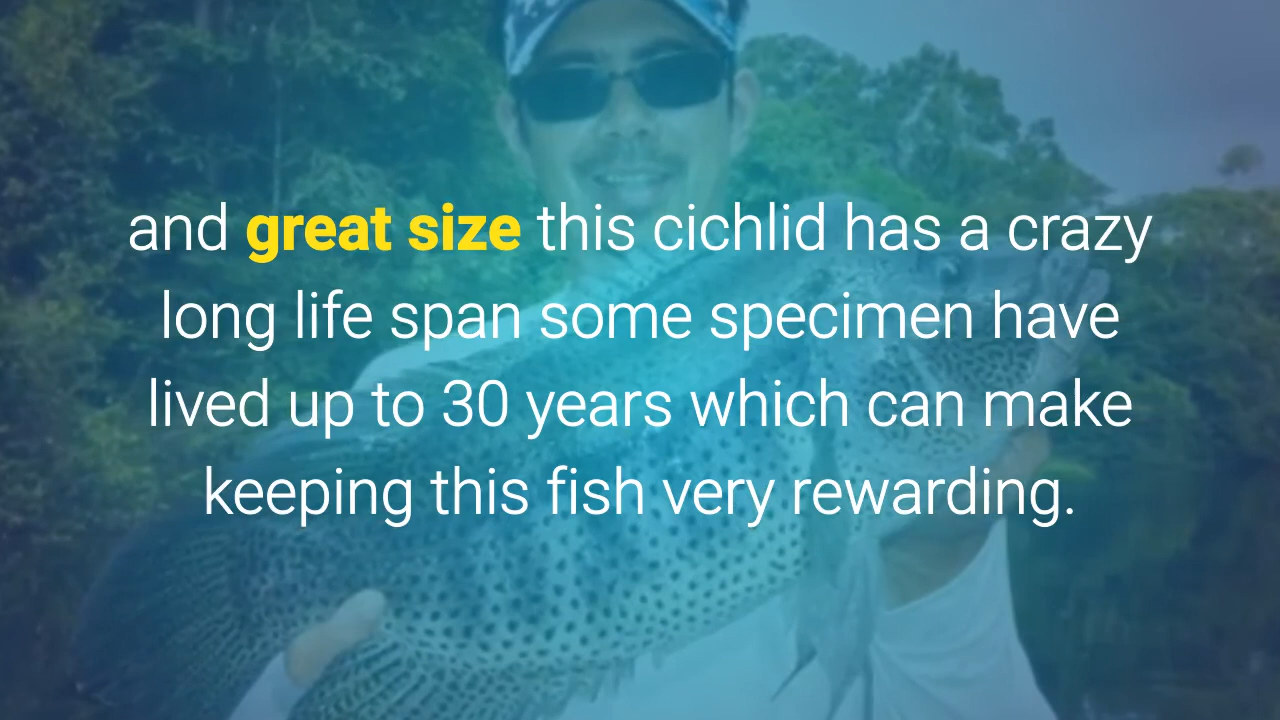 and great size this cichlid has a crazy
long life span some specimen have
lived up to 30 years which can make
keeping this fish very rewarding.